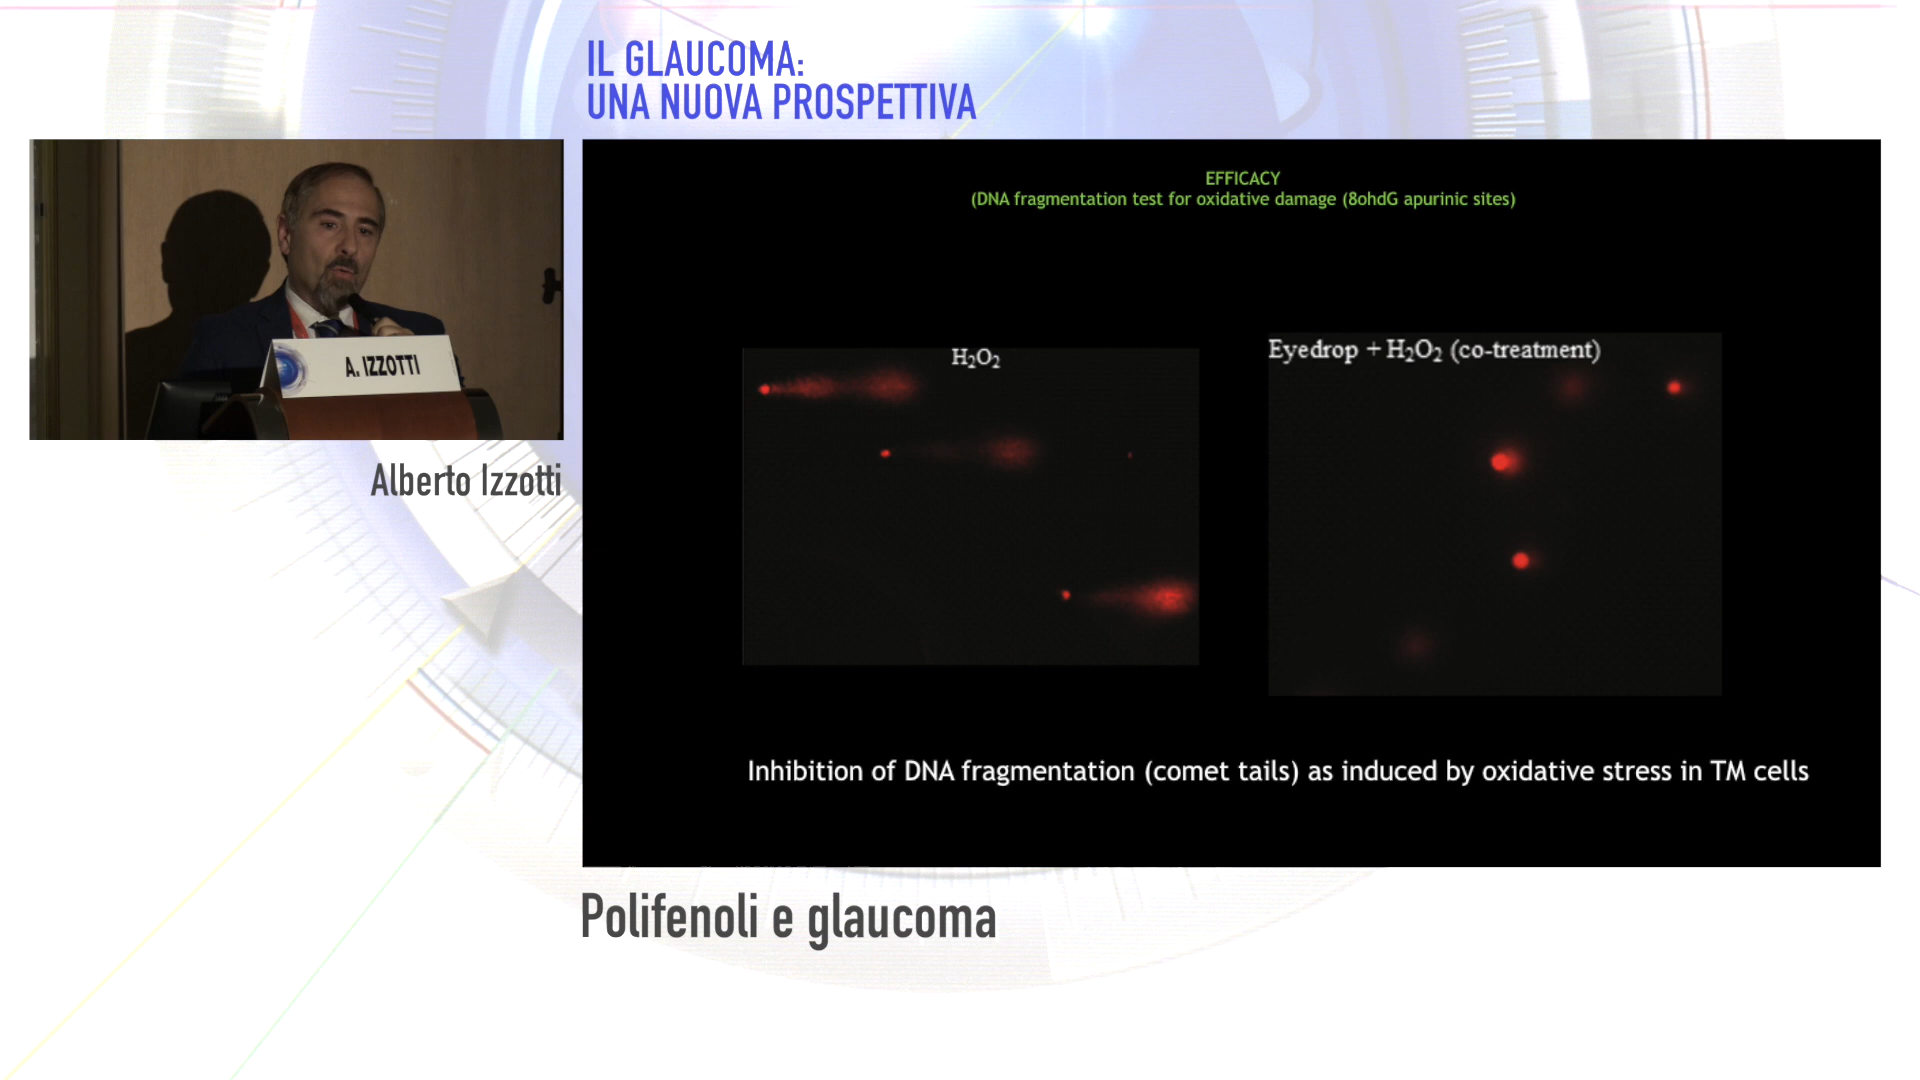 IL GLAUCOMA:
UNA NUOVA PROSPETTIVA
A. IZZOTTI
Alberto Izzotti
EFFICACY
(DNA fragmentation test for oxidative damage (8ohdG apurinic sites)
H₂O₂
Eyedrop + H₂O₂ (co-treatment)
Inhibition of DNA fragmentation (comet tails) as induced by oxidative stress in TM cells
Polifenoli e glaucoma